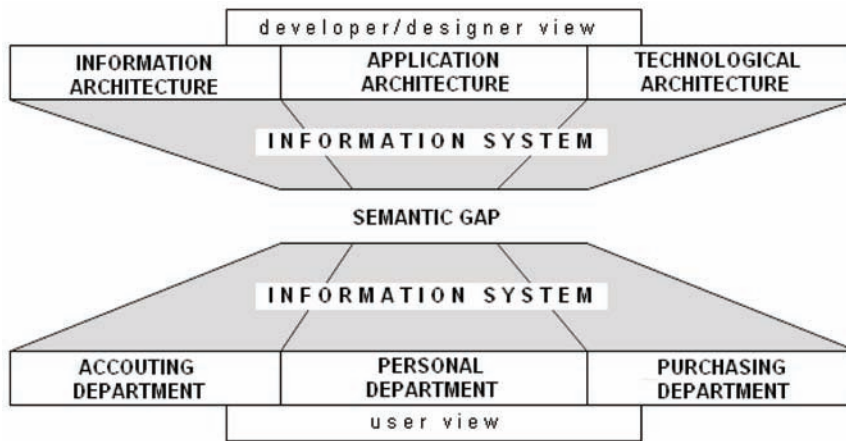 developer/designer view
INFORMATION
ARCHITECTURE
APPLICATION
ARCHITECTURE
TECHNOLOGICAL
ARCHITECTURE
INFORMATION SYSTEM
SEMANTIC GAP
INFORMATION SYSTEM
ACCOUTING
DEPARTMENT
PERSONAL
DEPARTMENT
PURCHASING
DEPARTMENT
user view